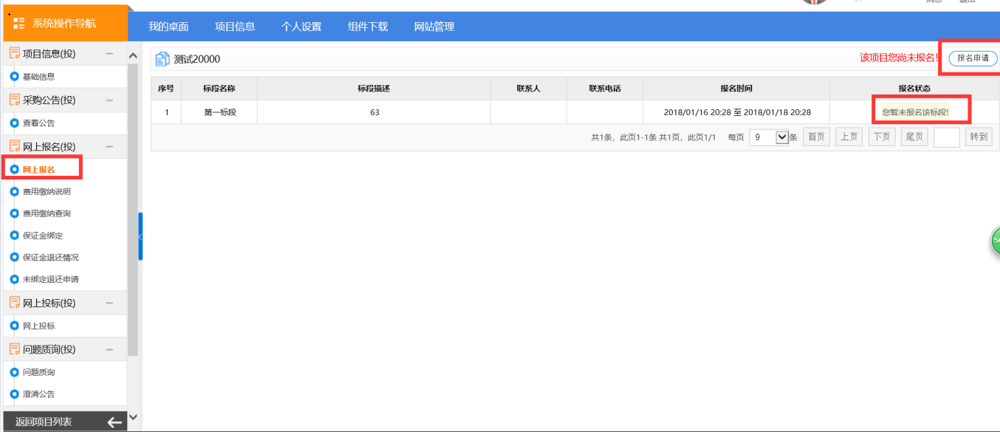 系统操作导航
我的桌面 项目信息 个人设置 组件下载 网站管理
项目信息(投)
基础信息
采购公告(投)
查看公告
网上报名(投)
网上报名
费用缴纳说明
费用缴纳查询
保证金绑定
保证金退还情况
未绑定退还申请
网上投标(投)
网上投标
问题质询(投)
问题质询
澄清公告
返回项目列表
测试20000
该项目您尚未报名! 报名申请
序号 标段名称 标段描述 联系人 联系电话 报名时间 报名状态
1 第一标段 63 2018/01/16 20:28 至 2018/01/18 20:28 您暂未报名该标段!
共1条, 此页1-1条 共1页, 此页1/1 每页 9 条 首页 上页 下页 尾页 转到